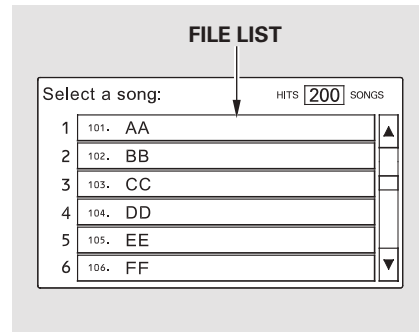 FILE LIST
Select a song: HITS 200 SONGS
1 101. AA
2 102. BB
3 103. CC
4 104. DD
5 105. EE
6 106. FF